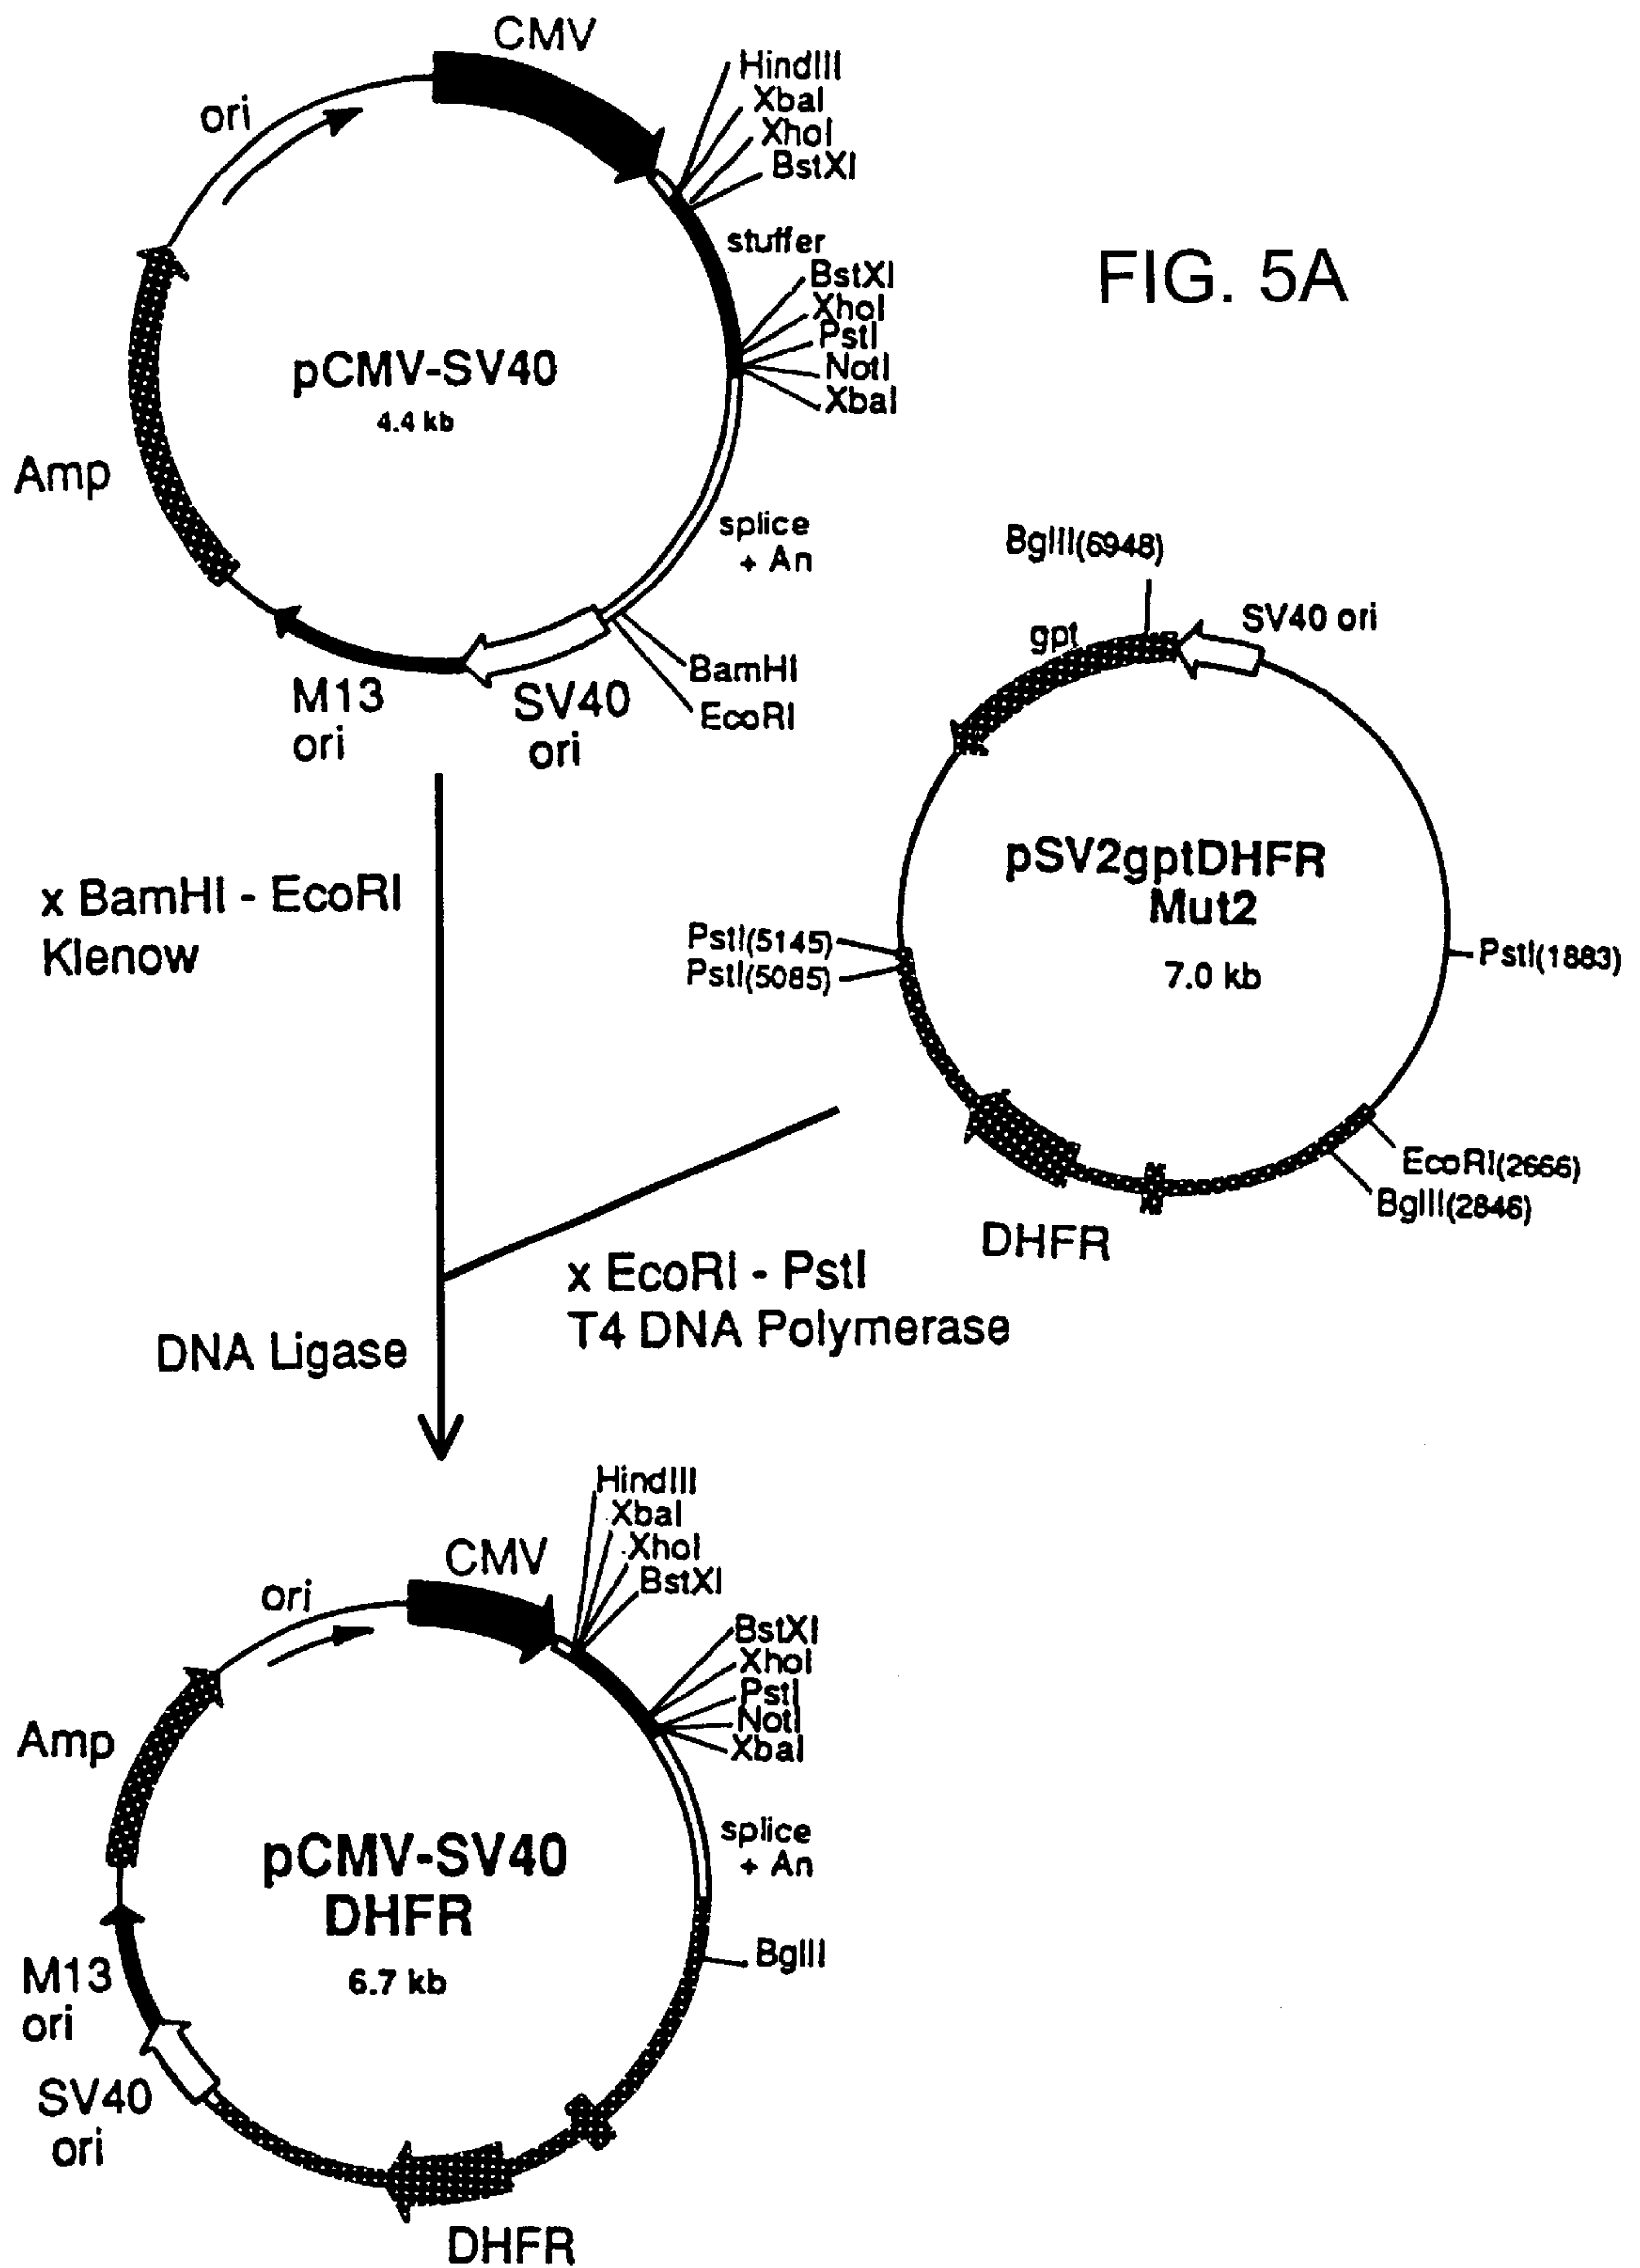 CMV
HindIII
XbaI
XhoI
BstXI
ori
stuffer
FIG. 5A
BstXI
XhoI
PstI
NotI
XbaI
pCMV-SV40
4.4 kb
Amp
splice
+ An
BamHI
EcoRI
M13
ori
SV40
ori
BglII(6948)
SV40 ori
gpt
pSV2gptDHFR
Mut2
7.0 kb
PstI(5145)
PstI(5085)
PstI(1883)
EcoRI(2666)
BglII(2846)
DHFR
x BamHI - EcoRI
Klenow
x EcoRI - PstI
T4 DNA Polymerase
DNA Ligase
HindIII
XbaI
XhoI
BstXI
CMV
ori
BstXI
XhoI
PstI
NotI
XbaI
Amp
splice
+ An
pCMV-SV40
DHFR
6.7 kb
BglII
M13
ori
SV40
ori
DHFR